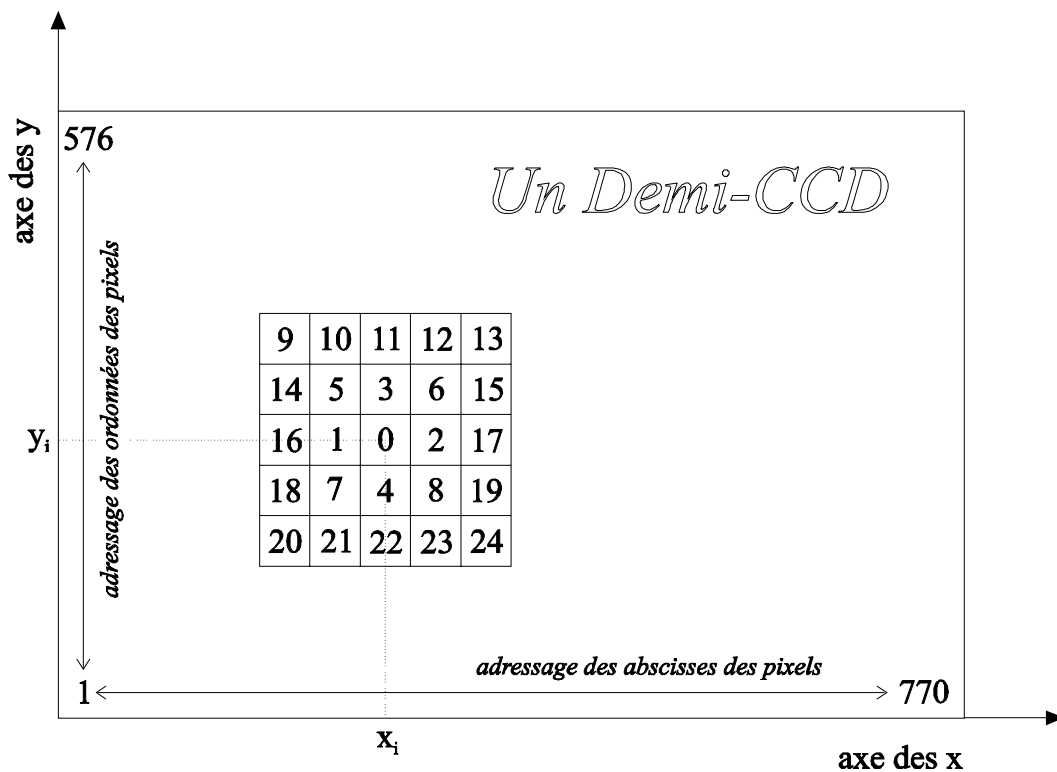 axe des y
576
Un Demi-CCD
adressage des ordonnées des pixels
9 10 11 12 13
14 5 3 6 15
y_i 16 1 0 2 17
18 7 4 8 19
20 21 22 23 24
adressage des abscisses des pixels
1 770
x_i
axe des x